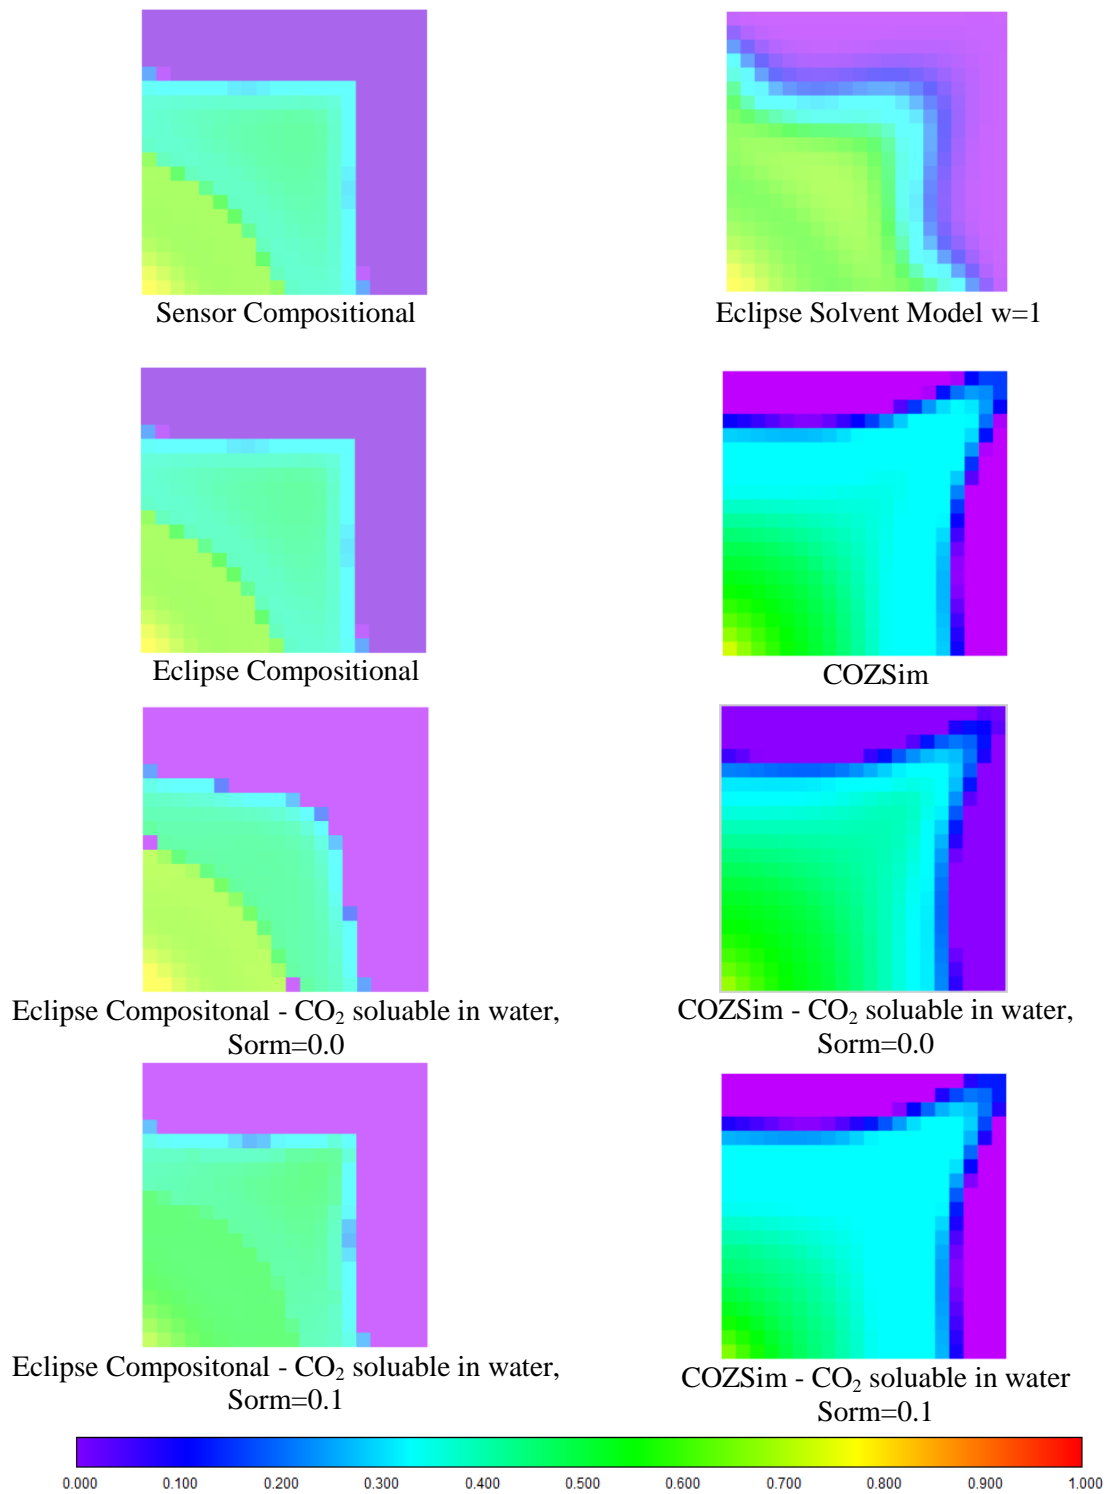 Sensor Compositional
Eclipse Solvent Model w=1
Eclipse Compositional
COZSim
Eclipse Compositonal - CO₂ soluable in water,
Sorm=0.0
COZSim - CO₂ soluable in water,
Sorm=0.0
Eclipse Compositonal - CO₂ soluable in water,
Sorm=0.1
COZSim - CO₂ soluable in water
Sorm=0.1
0.000 0.100 0.200 0.300 0.400 0.500 0.600 0.700 0.800 0.900 1.000